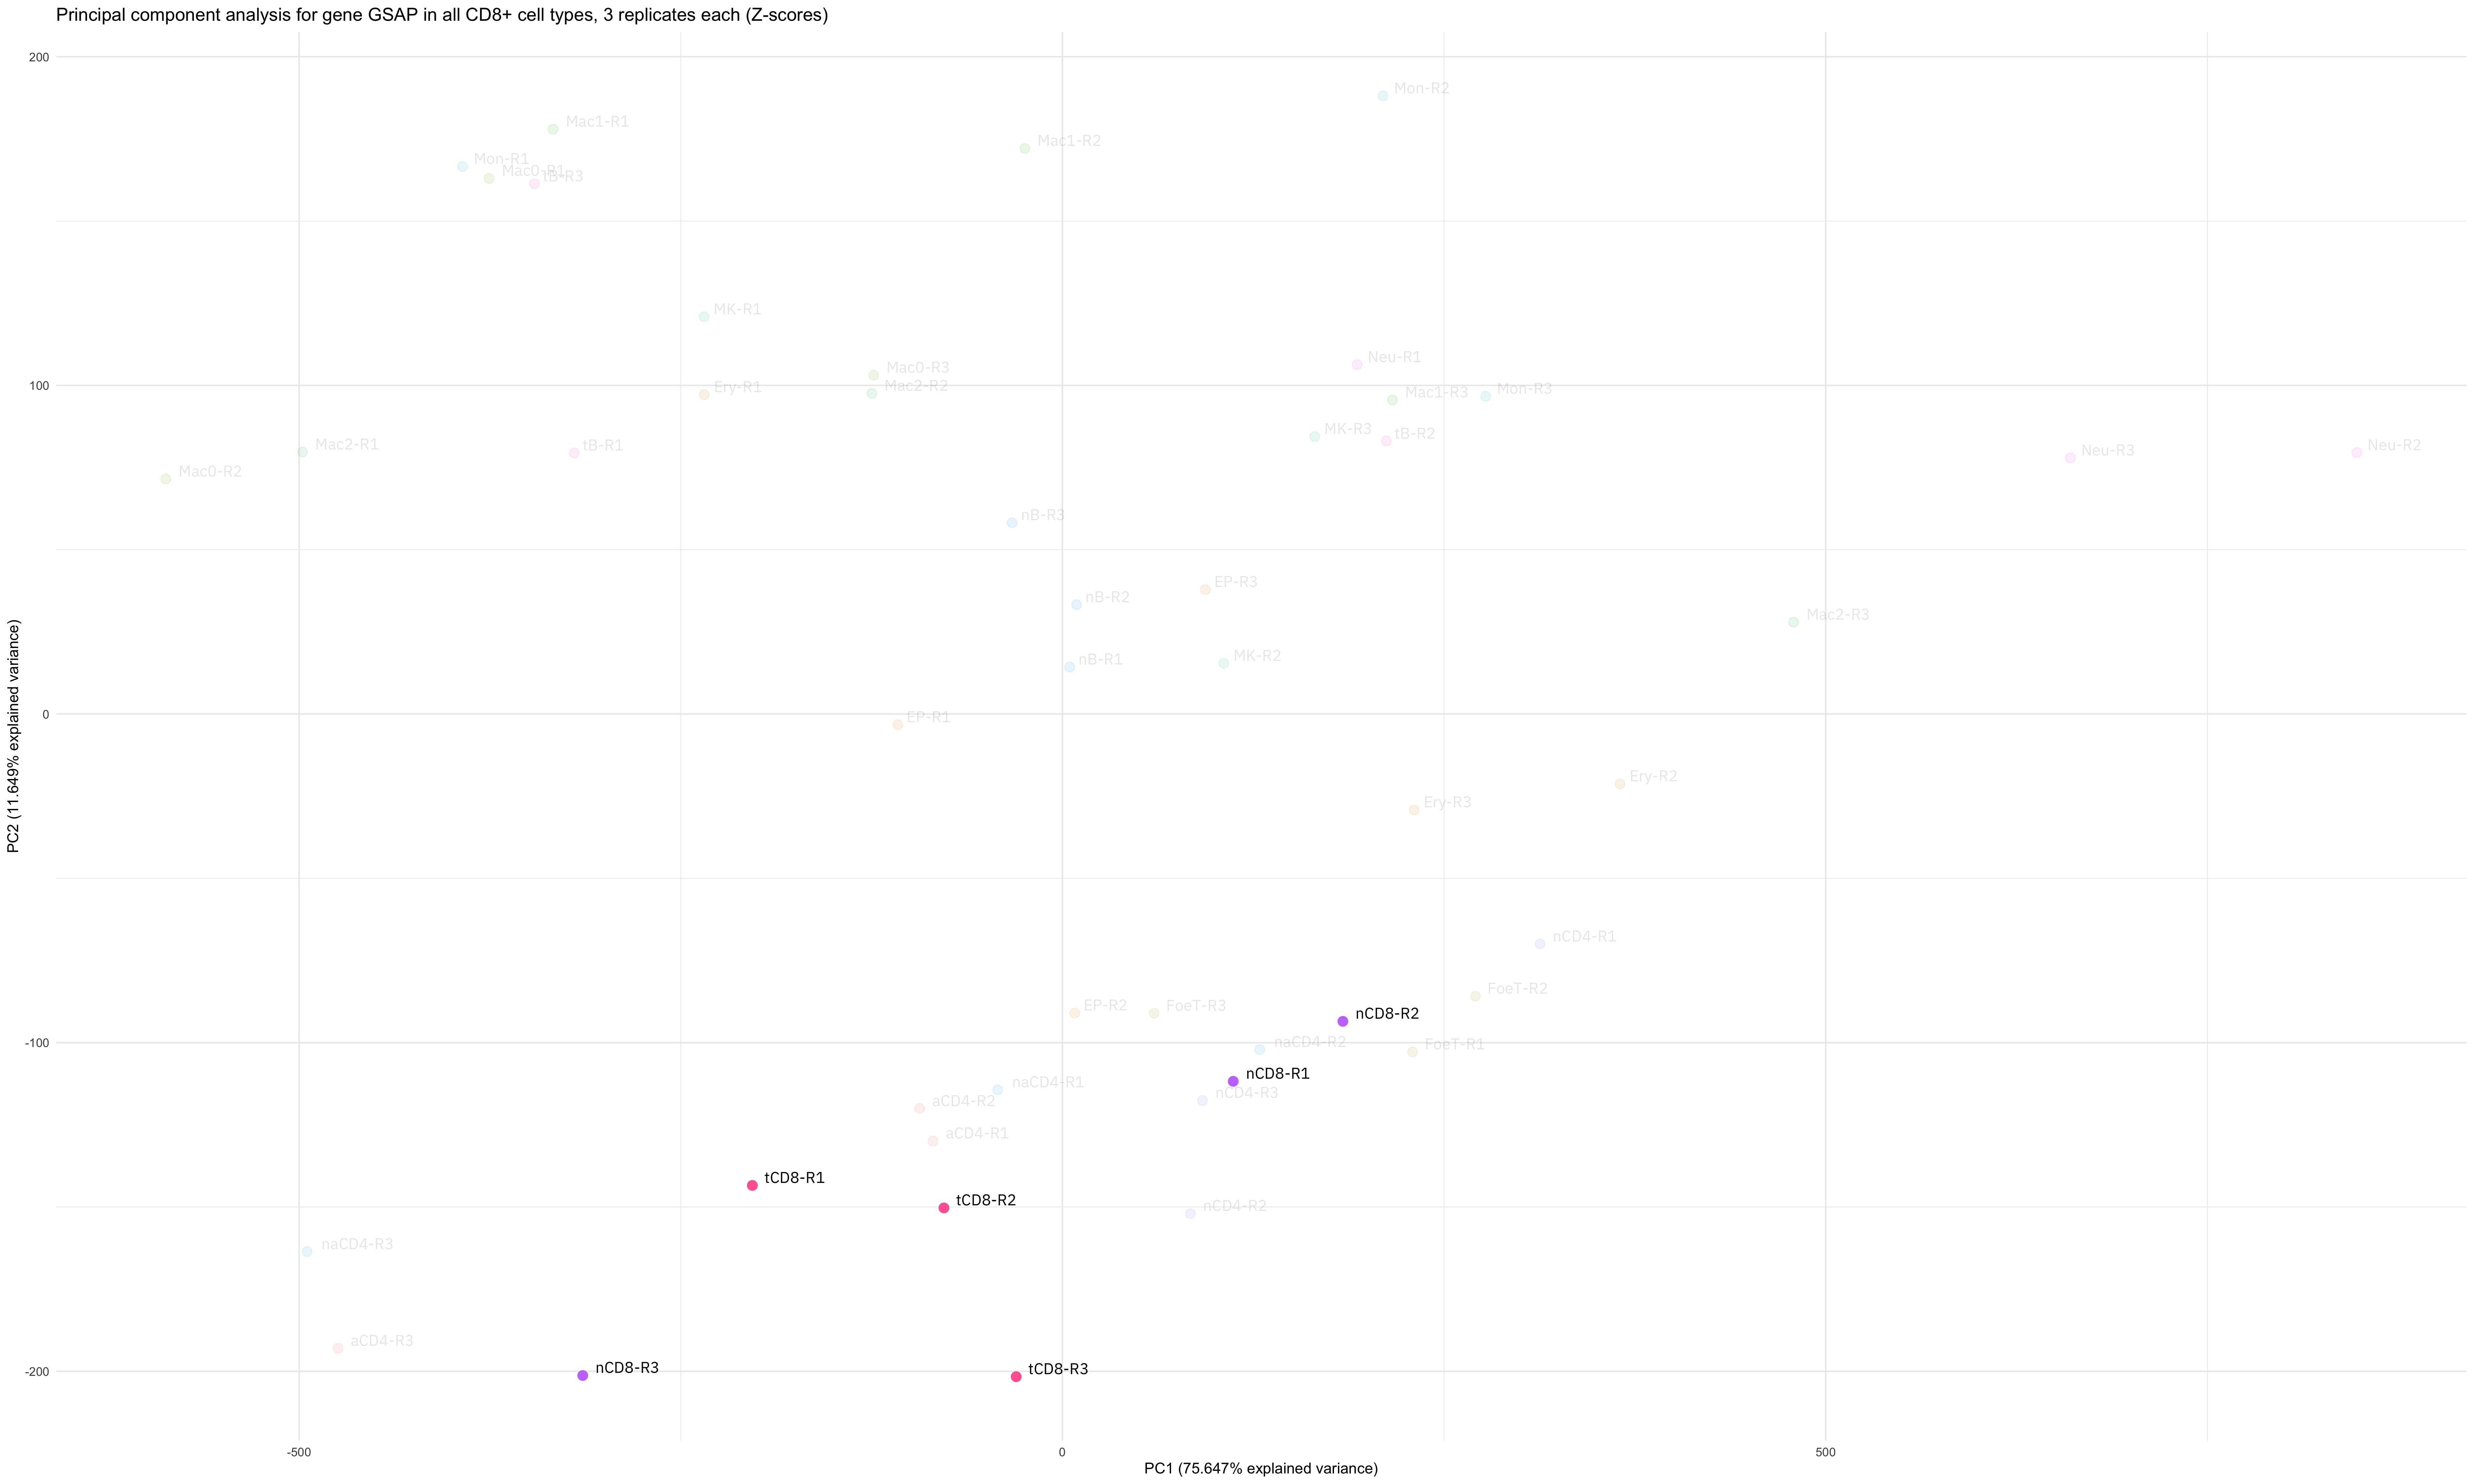 Principal component analysis for gene GSAP in all CD8+ cell types, 3 replicates each (Z-scores)
200
Mon-R2
Mac1-R1
Mac1-R2
Mon-R1
Mac0-R1
tB-R3
MK-R1
Mac0-R3
Neu-R1
100
Ery-R1
Mac2-R2
Mac1-R3
Mon-R3
MK-R3
tB-R2
Mac2-R1
tB-R1
Neu-R3
Neu-R2
Mac0-R2
nB-R3
EP-R3
nB-R2
Mac2-R3
nB-R1
MK-R2
0
EP-R1
Ery-R2
Ery-R3
nCD4-R1
FoeT-R2
EP-R2
FoeT-R3
nCD8-R2
-100
naCD4-R2
FoeT-R1
nCD8-R1
naCD4-R1
nCD4-R3
aCD4-R2
aCD4-R1
tCD8-R1
tCD8-R2
nCD4-R2
naCD4-R3
aCD4-R3
-200
nCD8-R3
tCD8-R3
-500
0
500
PC1 (75.647% explained variance)
PC2 (11.649% explained variance)